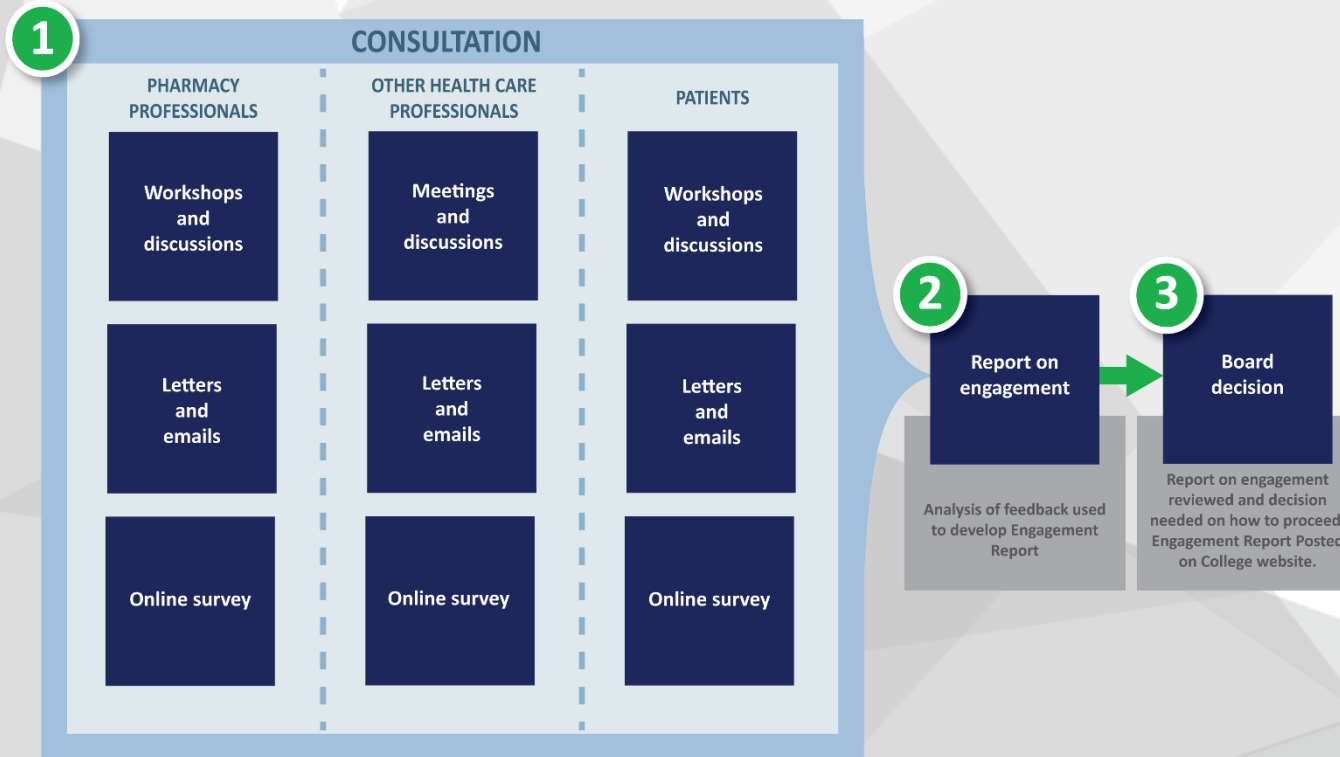 1
CONSULTATION
PHARMACY
PROFESSIONALS
Workshops
and
discussions
Letters
and
emails
Online survey
OTHER HEALTH CARE
PROFESSIONALS
Meetings
and
discussions
Letters
and
emails
Online survey
PATIENTS
Workshops
and
discussions
Letters
and
emails
Online survey
2
Report on
engagement
Analysis of feedback used
to develop Engagement
Report
3
Board
decision
Report on engagement
reviewed and decision
needed on how to proceed
Engagement Report Posted
on College website.